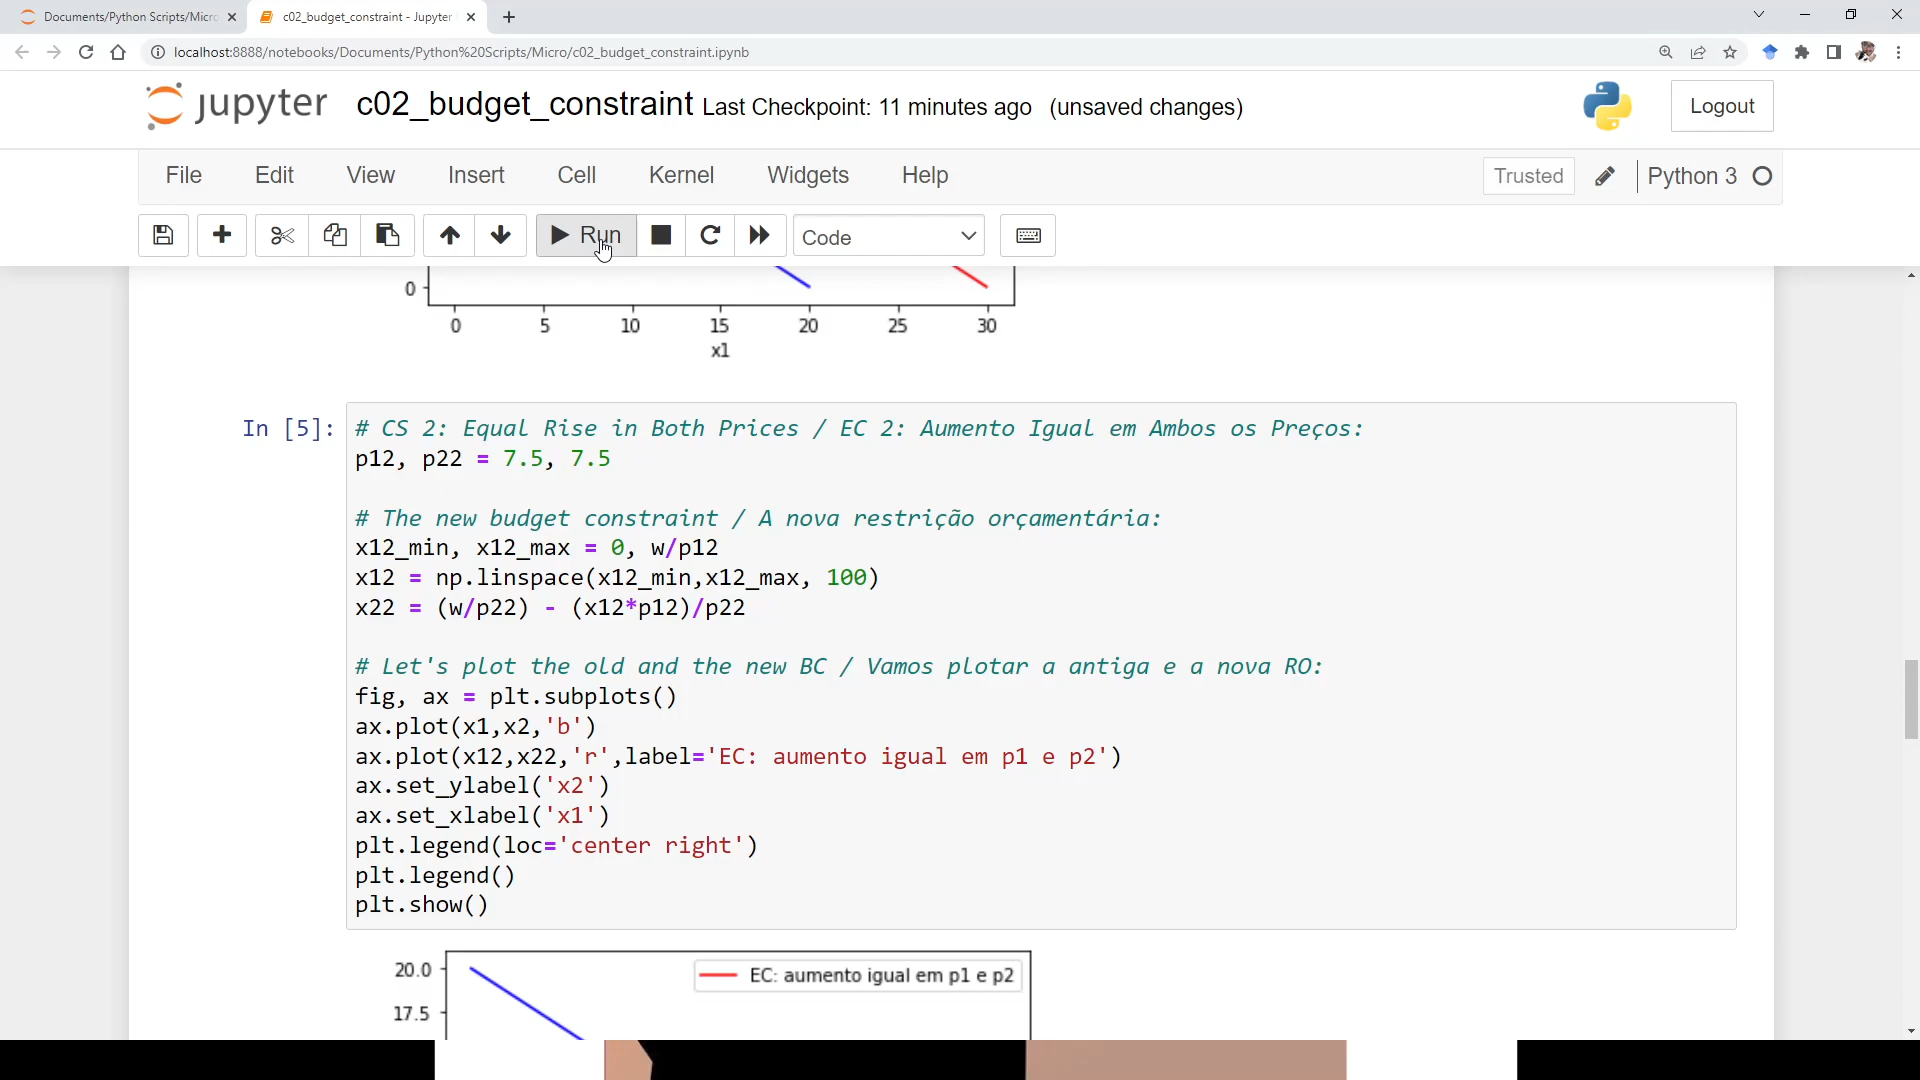 Documents/Python Scripts/Micro
c02_budget_constraint - Jupyter
localhost:8888/notebooks/Documents/Python%20Scripts/Micro/c02_budget_constraint.ipynb
jupyter c02_budget_constraint Last Checkpoint: 11 minutes ago (unsaved changes)
Logout
File Edit View Insert Cell Kernel Widgets Help
Trusted
Python 3
Run
Code
0
0 5 10 15 20 25 30
x1
In [5]:
# CS 2: Equal Rise in Both Prices / EC 2: Aumento Igual em Ambos os Preços:
p12, p22 = 7.5, 7.5
# The new budget constraint / A nova restrição orçamentária:
x12_min, x12_max = 0, w/p12
x12 = np.linspace(x12_min,x12_max, 100)
x22 = (w/p22) - (x12*p12)/p22
# Let's plot the old and the new BC / Vamos plotar a antiga e a nova RO:
fig, ax = plt.subplots()
ax.plot(x1,x2,'b')
ax.plot(x12,x22,'r',label='EC: aumento igual em p1 e p2')
ax.set_ylabel('x2')
ax.set_xlabel('x1')
plt.legend(loc='center right')
plt.legend()
plt.show()
20.0
EC: aumento igual em p1 e p2
17.5